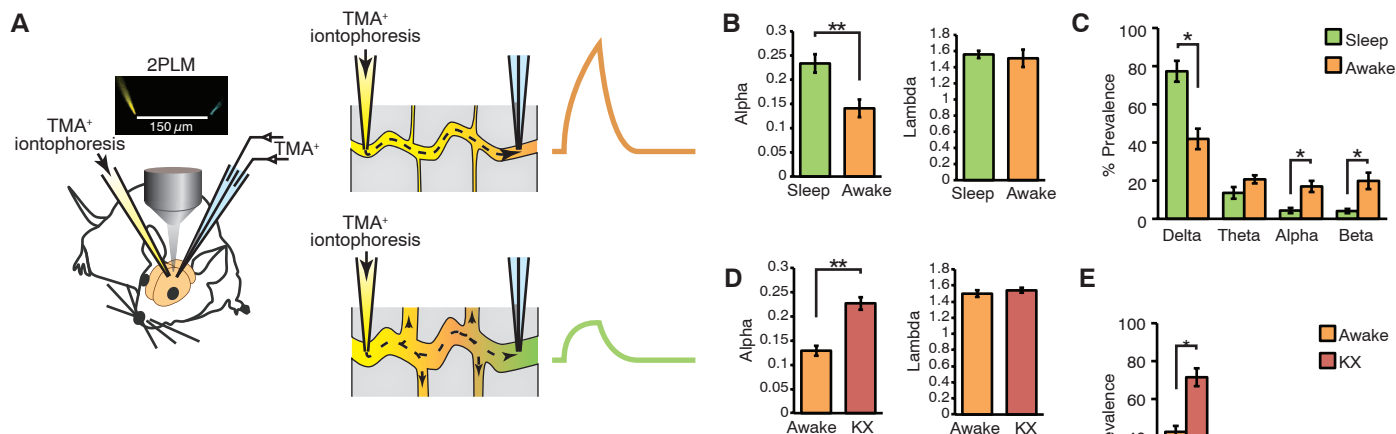 A
TMA⁺
iontophoresis
2PLM
150 µm
TMA⁺
iontophoresis
TMA⁺
TMA⁺
iontophoresis
B
**
0.3
0.25
0.2
0.15
0.1
0.05
0
Alpha
Sleep Awake
1.8
1.6
1.4
1.2
1
0.8
0.6
0.4
0.2
0
Lambda
Sleep Awake
C
Sleep
Awake
*
*
*
100
80
60
40
20
0
% Prevalence
Delta Theta Alpha Beta
D
**
0.3
0.25
0.2
0.15
0.1
0.05
0
Alpha
Awake KX
1.8
1.6
1.4
1.2
1
0.8
0.6
0.4
0.2
0
Lambda
Awake KX
E
Awake
KX
*
100
80
60